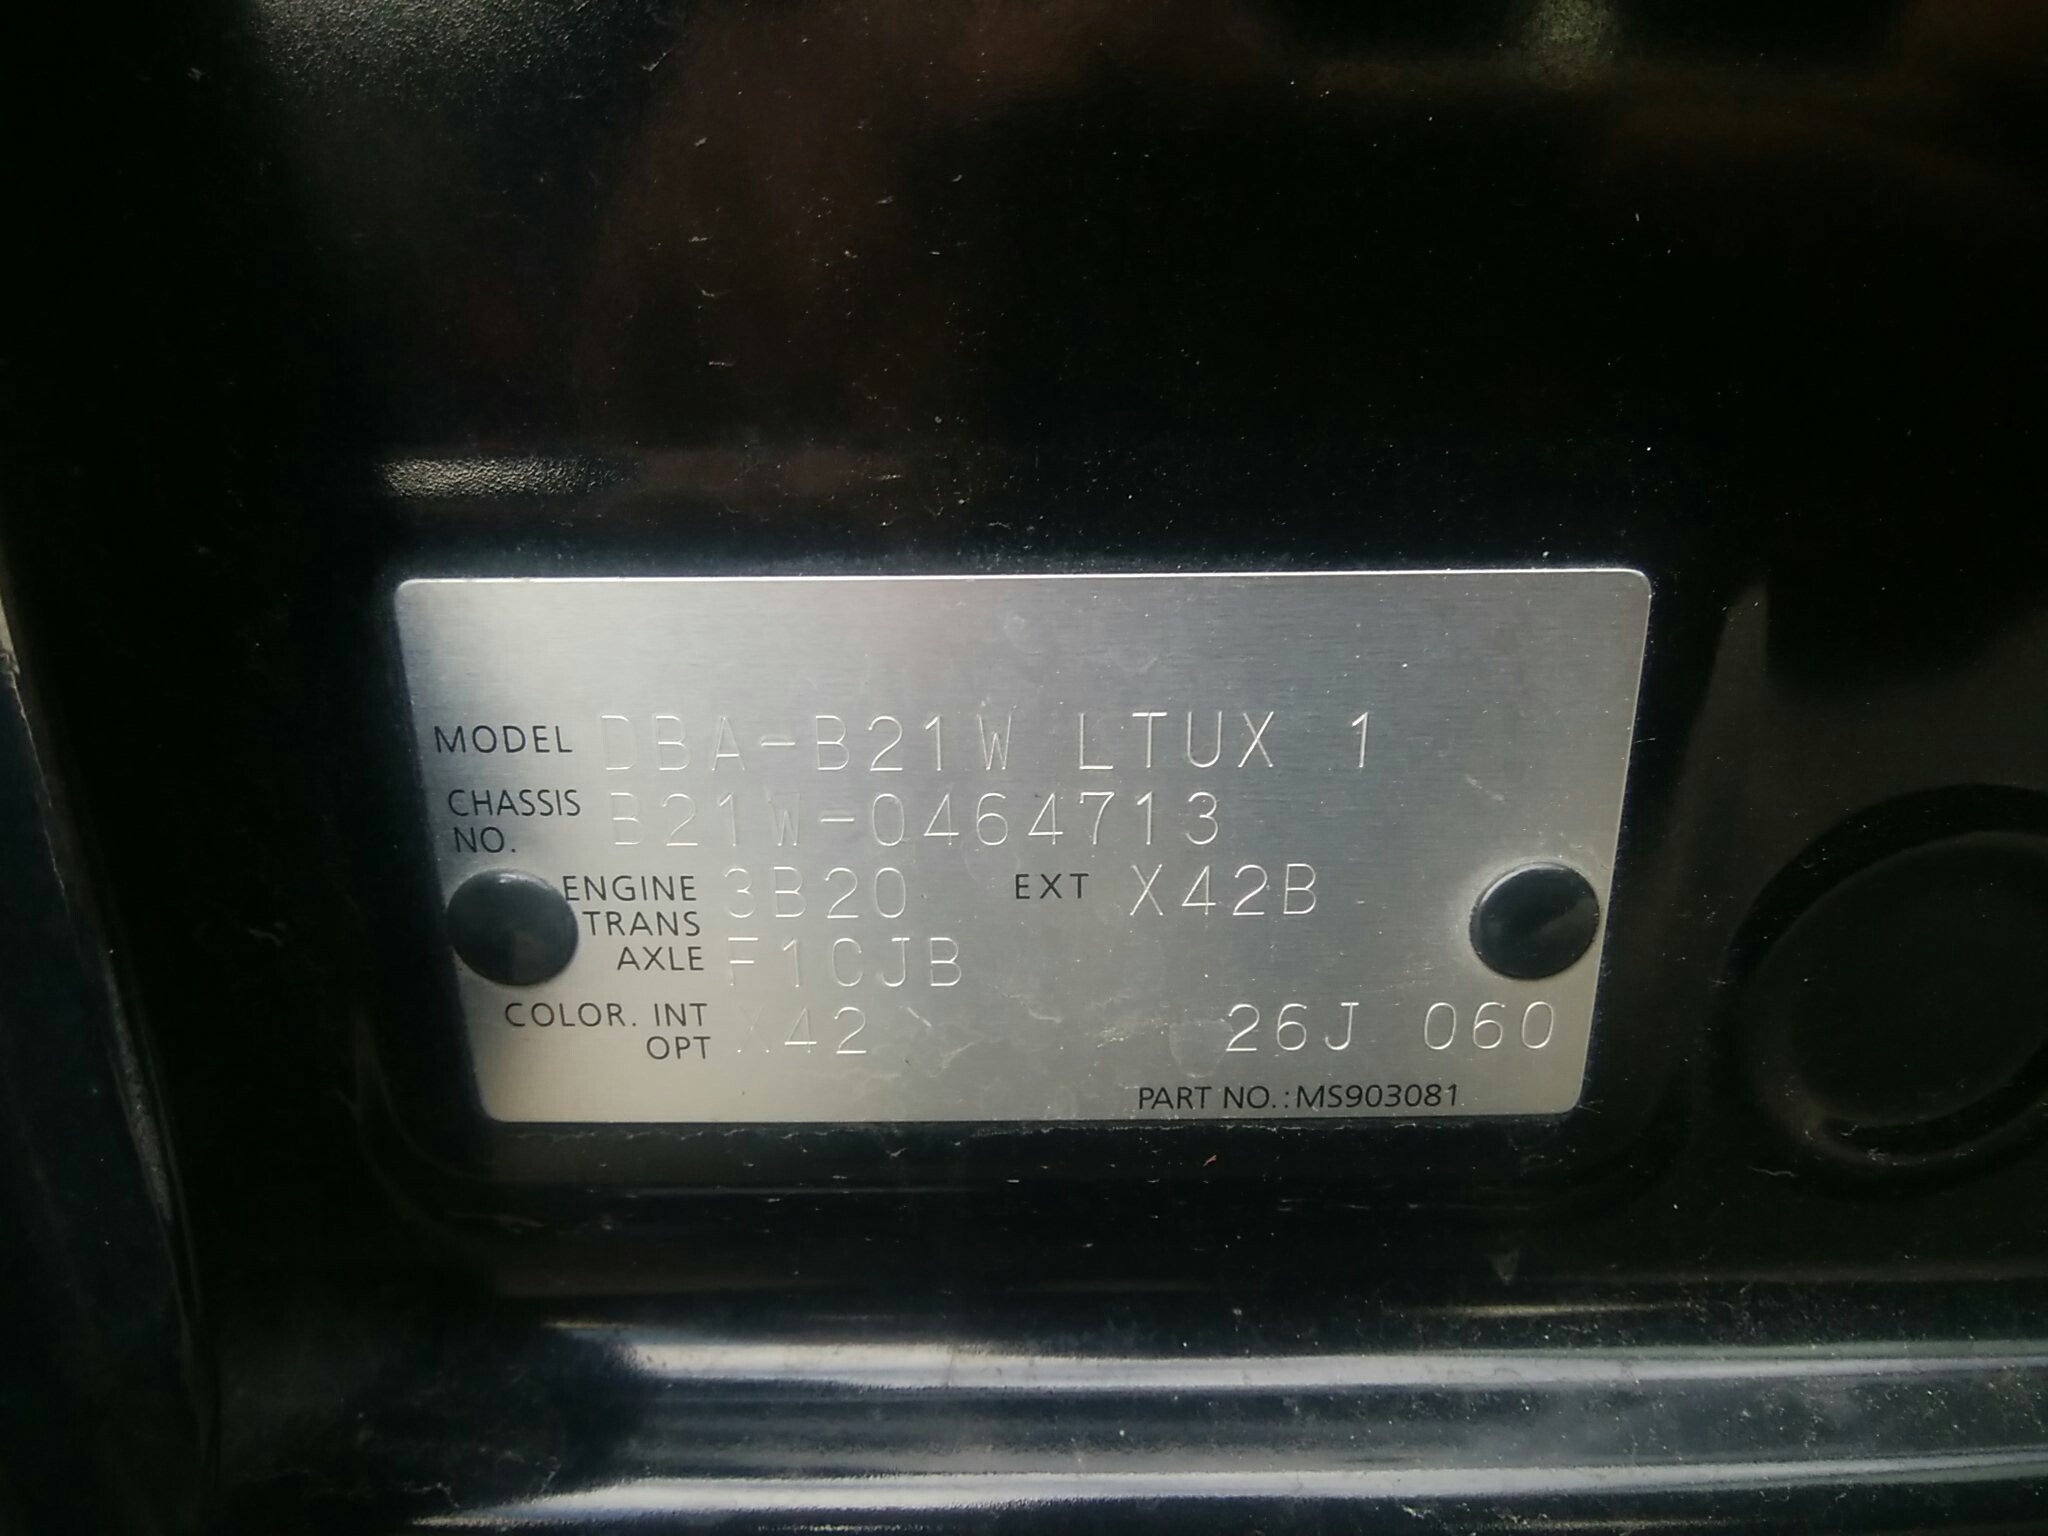 MODEL DBA-B21W LTUX 1
CHASSIS NO. B21W-0464713
ENGINE 3B20 EXT X42B
TRANS AXLE F1CJB
COLOR. INT OPT X42 26J 060
PART NO.: MS903081